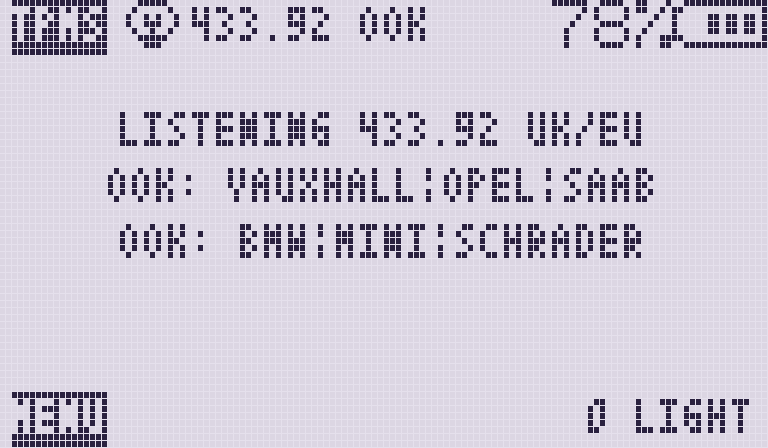 433.92 OOK 78%
LISTENING 433.92 UK/EU
OOK: VAUXHALL|OPEL|SAAB
OOK: BMW|MINI|SCHRADER
0 LIGHT